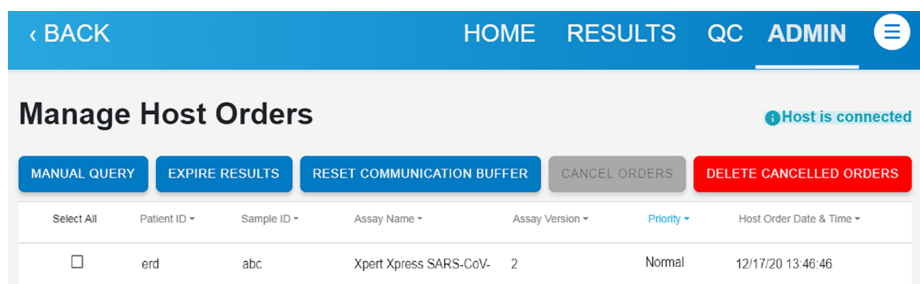 ‹ BACK HOME RESULTS QC ADMIN
Manage Host Orders
Host is connected
MANUAL QUERY EXPIRE RESULTS RESET COMMUNICATION BUFFER CANCEL ORDERS DELETE CANCELLED ORDERS
Select All Patient ID Sample ID Assay Name Assay Version Priority Host Order Date & Time
erd abc Xpert Xpress SARS-CoV- 2 Normal 12/17/20 13:46:46